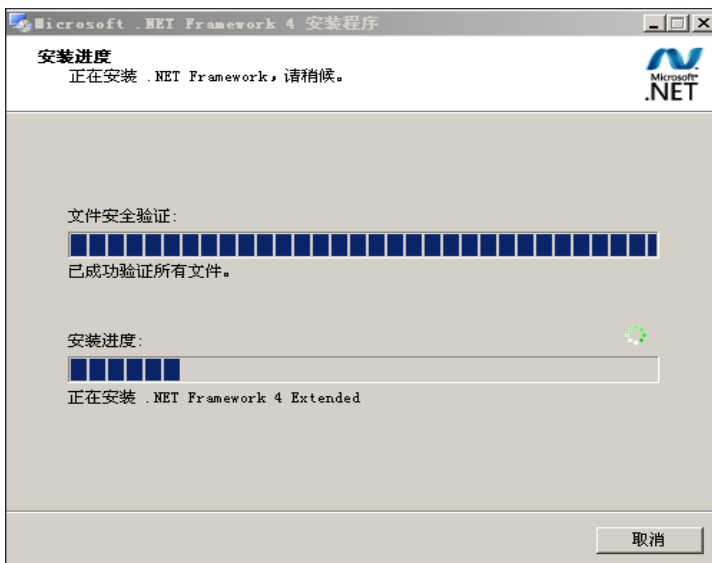 Microsoft .NET Framework 4 安装程序
安装进度
正在安装 .NET Framework，请稍候。
Microsoft®
.NET
文件安全验证:
已成功验证所有文件。
安装进度:
正在安装 .NET Framework 4 Extended
取消